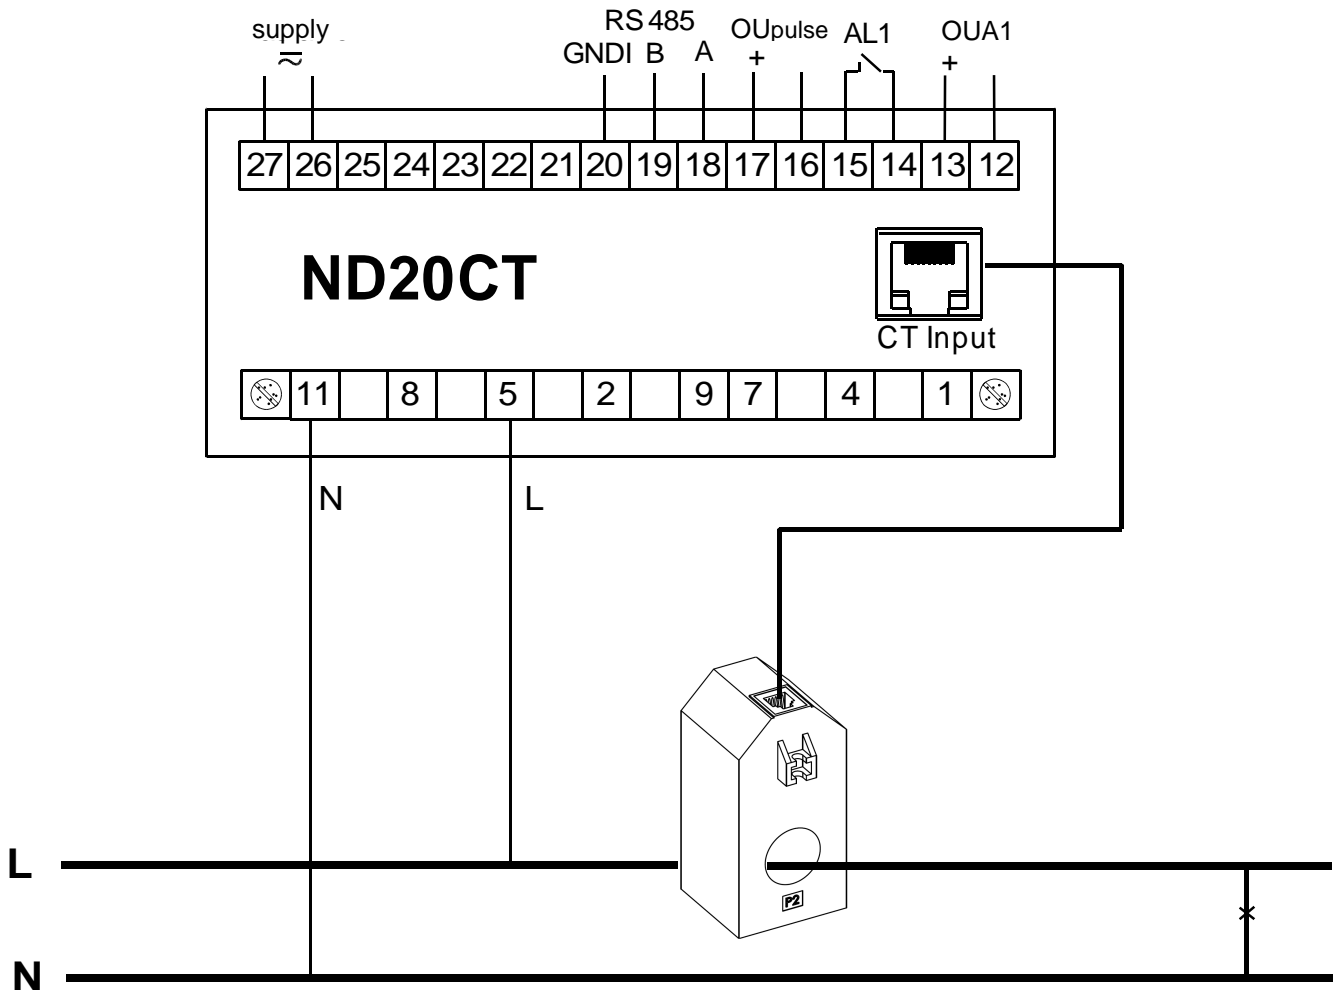 supply RS 485 OUpulse AL1 OUA1
≂ GNDI B A + +
27 26 25 24 23 22 21 20 19 18 17 16 15 14 13 12
ND20CT
CT Input
11 8 5 2 9 7 4 1
N L
L
P2
N